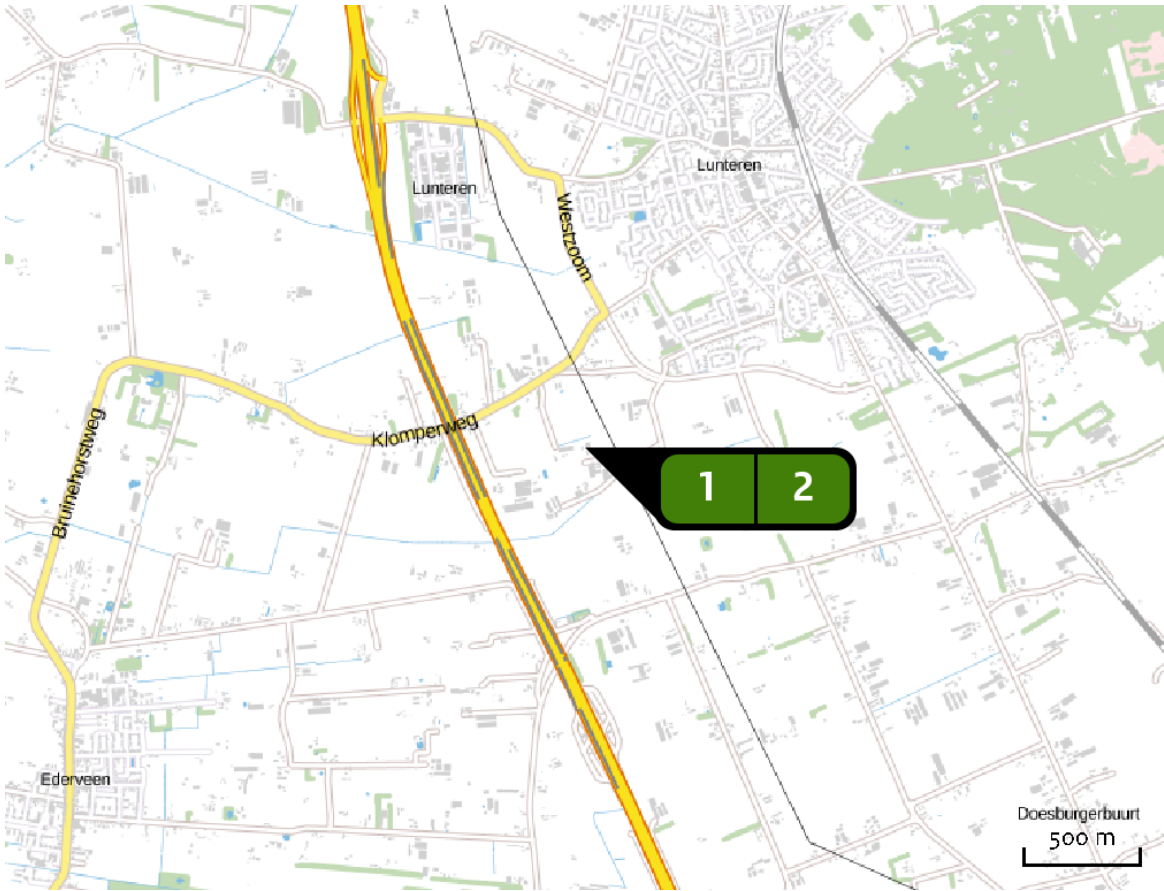 Lunteren
Lunteren
Westzoom
Bruinehorstweg
Klomperweg
1 2
Ederveen
Doesburgerbuurt
500 m